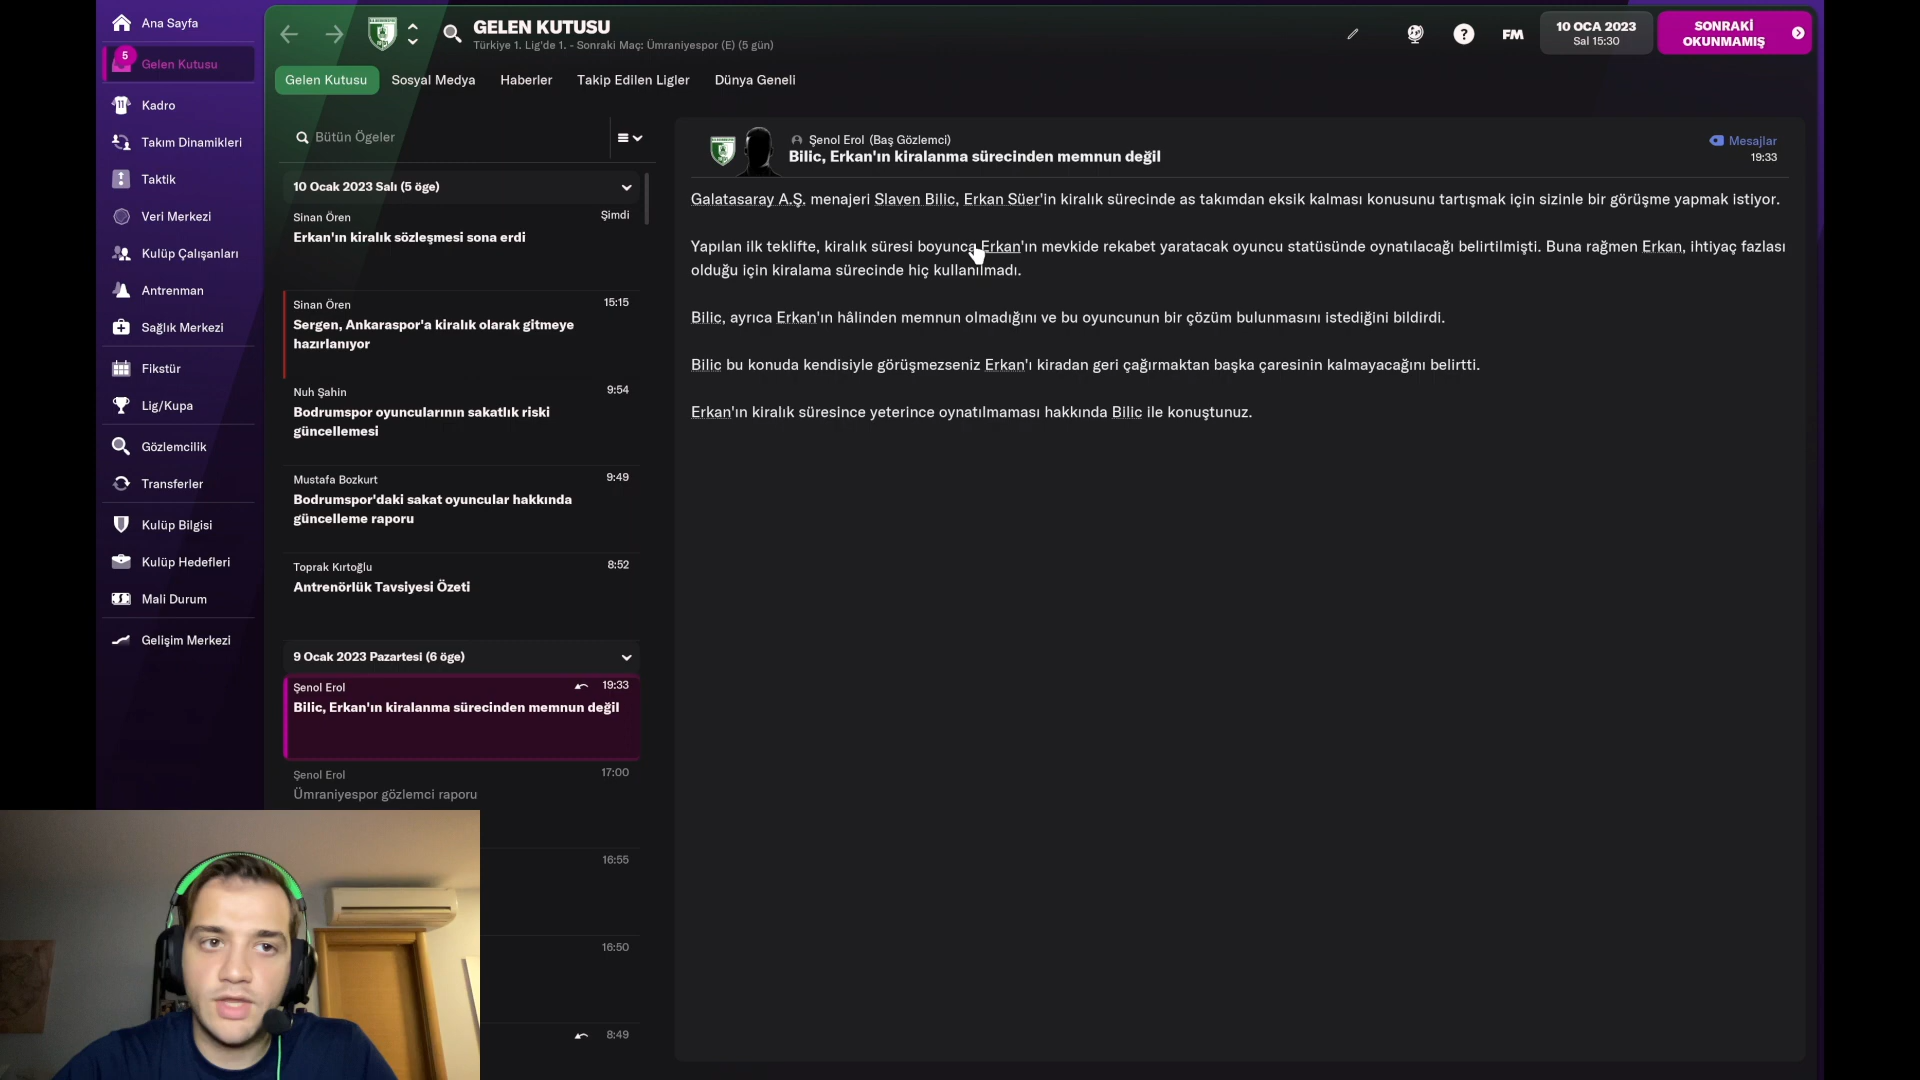 Ana Sayfa
5
Gelen Kutusu
Kadro
Takım Dinamikleri
Taktik
Veri Merkezi
Kulüp Çalışanları
Antrenman
Sağlık Merkezi
Fikstür
Lig/Kupa
Gözlemcilik
Transferler
Kulüp Bilgisi
Kulüp Hedefleri
Mali Durum
Gelişim Merkezi
GELEN KUTUSU
Türkiye 1. Lig'de 1. - Sonraki Maç: Ümraniyespor (E) (5 gün)
FM
10 OCA 2023
Sal 15:30
SONRAKİ
OKUNMAMIŞ
Gelen Kutusu
Sosyal Medya
Haberler
Takip Edilen Ligler
Dünya Geneli
Bütün Ögeler
10 Ocak 2023 Salı (5 öge)
Sinan Ören
Şimdi
Erkan'ın kiralık sözleşmesi sona erdi
Sinan Ören
15:15
Sergen, Ankaraspor'a kiralık olarak gitmeye
hazırlanıyor
Nuh Şahin
9:54
Bodrumspor oyuncularının sakatlık riski
güncellemesi
Mustafa Bozkurt
9:49
Bodrumspor'daki sakat oyuncular hakkında
güncelleme raporu
Toprak Kırtoğlu
8:52
Antrenörlük Tavsiyesi Özeti
9 Ocak 2023 Pazartesi (6 öge)
Şenol Erol
19:33
Bilic, Erkan'ın kiralanma sürecinden memnun değil
Şenol Erol
17:00
Ümraniyespor gözlemci raporu
16:55
16:50
8:49
Şenol Erol (Baş Gözlemci)
Bilic, Erkan'ın kiralanma sürecinden memnun değil
Mesajlar
19:33
Galatasaray A.Ş. menajeri Slaven Bilic, Erkan Süer'in kiralık sürecinde as takımdan eksik kalması konusunu tartışmak için sizinle bir görüşme yapmak istiyor.
Yapılan ilk teklifte, kiralık süresi boyunca Erkan'ın mevkide rekabet yaratacak oyuncu statüsünde oynatılacağı belirtilmişti. Buna rağmen Erkan, ihtiyaç fazlası
olduğu için kiralama sürecinde hiç kullanılmadı.
Bilic, ayrıca Erkan'ın hâlinden memnun olmadığını ve bu oyuncunun bir çözüm bulunmasını istediğini bildirdi.
Bilic bu konuda kendisiyle görüşmezseniz Erkan'ı kiradan geri çağırmaktan başka çaresinin kalmayacağını belirtti.
Erkan'ın kiralık süresince yeterince oynatılmaması hakkında Bilic ile konuştunuz.